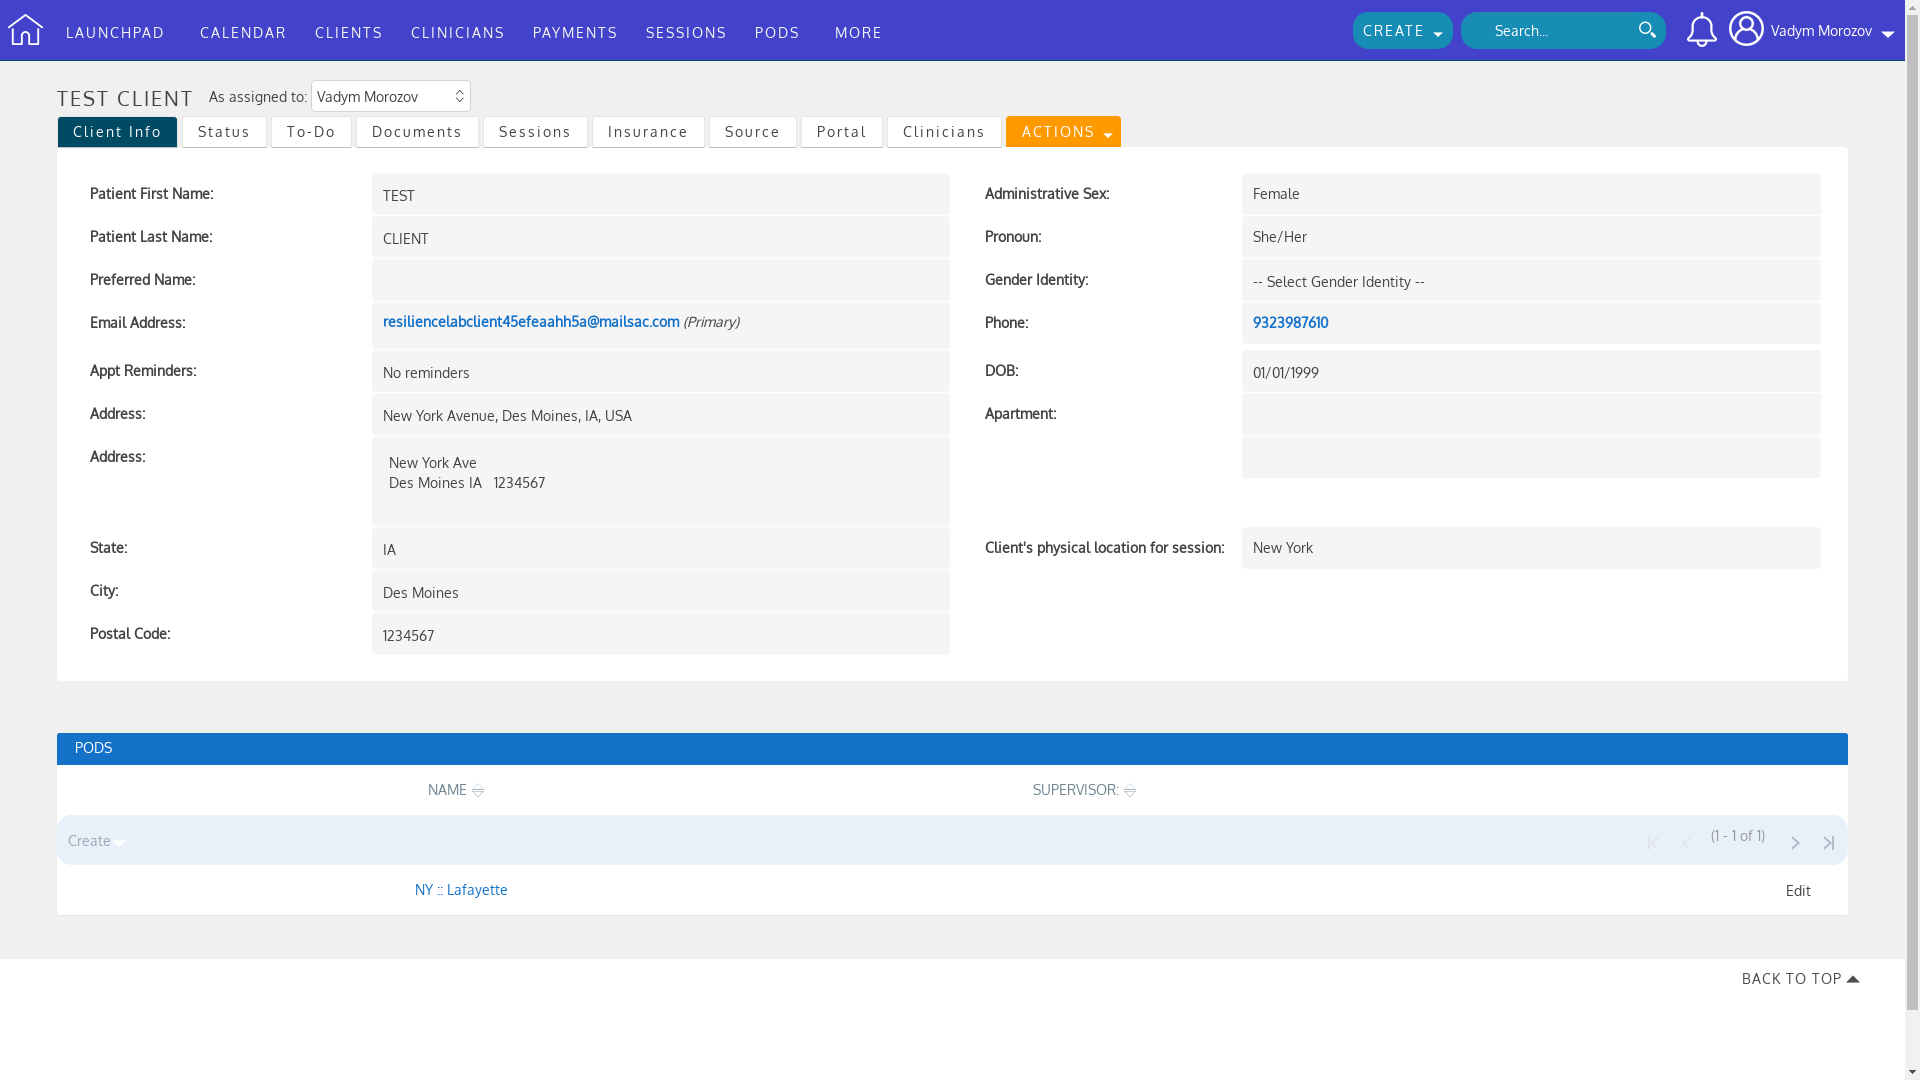 LAUNCHPAD CALENDAR CLIENTS CLINICIANS PAYMENTS SESSIONS PODS MORE CREATE Search... Vadym Morozov
TEST CLIENT As assigned to: Vadym Morozov
Client Info Status To-Do Documents Sessions Insurance Source Portal Clinicians ACTIONS
Patient First Name: TEST Administrative Sex: Female
Patient Last Name: CLIENT Pronoun: She/Her
Preferred Name: Gender Identity: -- Select Gender Identity --
Email Address: resiliencelabclient45efeaahh5a@mailsac.com (Primary) Phone: 9323987610
Appt Reminders: No reminders DOB: 01/01/1999
Address: New York Avenue, Des Moines, IA, USA Apartment:
Address: New York Ave
Des Moines IA 1234567
State: IA Client's physical location for session: New York
City: Des Moines
Postal Code: 1234567
PODS
NAME SUPERVISOR:
Create (1 - 1 of 1)
NY :: Lafayette Edit
BACK TO TOP